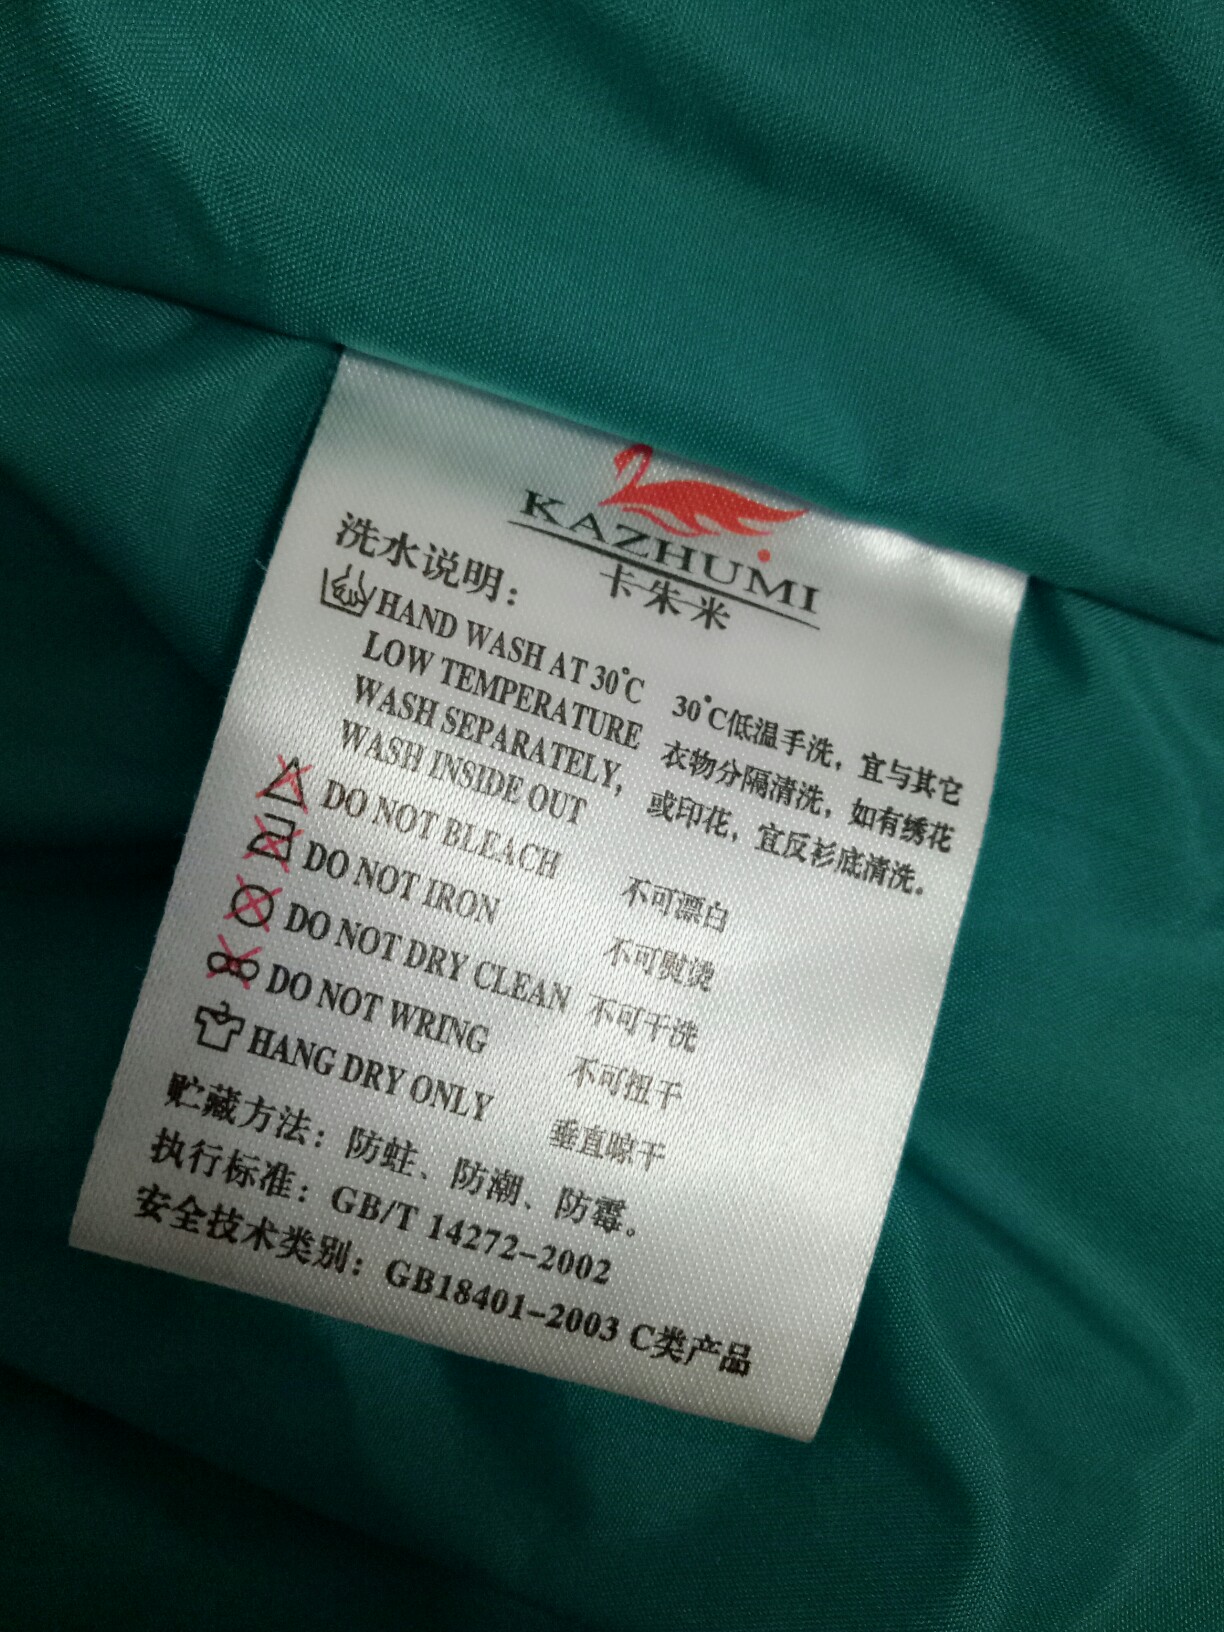 KAZHUMI
卡朱米
洗水说明：
HAND WASH AT 30°C
LOW TEMPERATURE
WASH SEPARATELY,
WASH INSIDE OUT
30°C低温手洗，宜与其它
衣物分隔清洗，如有绣花
或印花，宜反衫底清洗。
DO NOT BLEACH 不可漂白
DO NOT IRON 不可熨烫
DO NOT DRY CLEAN 不可干洗
DO NOT WRING 不可扭干
HANG DRY ONLY 垂直晾干
贮藏方法：防蛀、防潮、防霉。
执行标准：GB/T 14272-2002
安全技术类别：GB18401-2003 C类产品